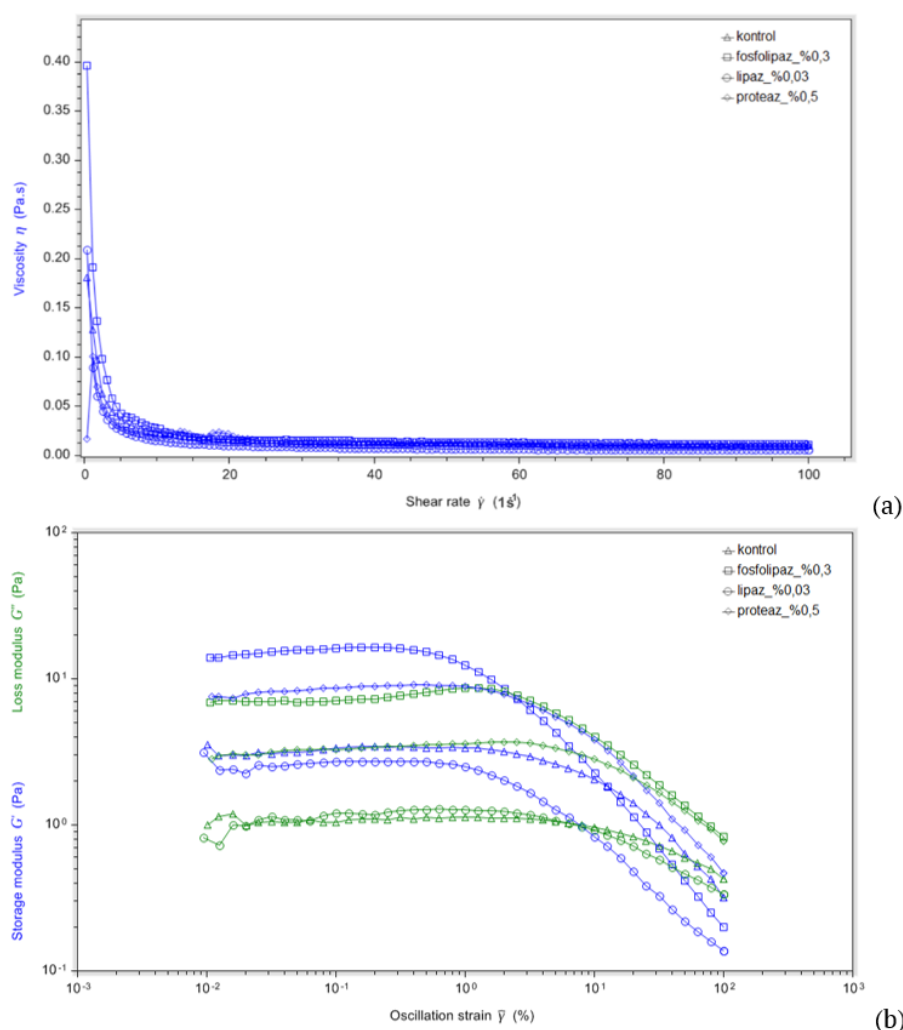 kontrol
fosfolipaz_%0,3
lipaz_%0,03
proteaz_%0,5
Viscosity η (Pa.s)
0.40
0.35
0.30
0.25
0.20
0.15
0.10
0.05
0.00
0 20 40 60 80 100
Shear rate γ̇ (1ṡ¹)
(a)
kontrol
fosfolipaz_%0,3
lipaz_%0,03
proteaz_%0,5
Loss modulus G'' (Pa)
Storage modulus G' (Pa)
10²
10¹
10⁰
10⁻¹
10⁻³ 10⁻² 10⁻¹ 10⁰ 10¹ 10² 10³
Oscillation strain γ̄ (%)
(b)